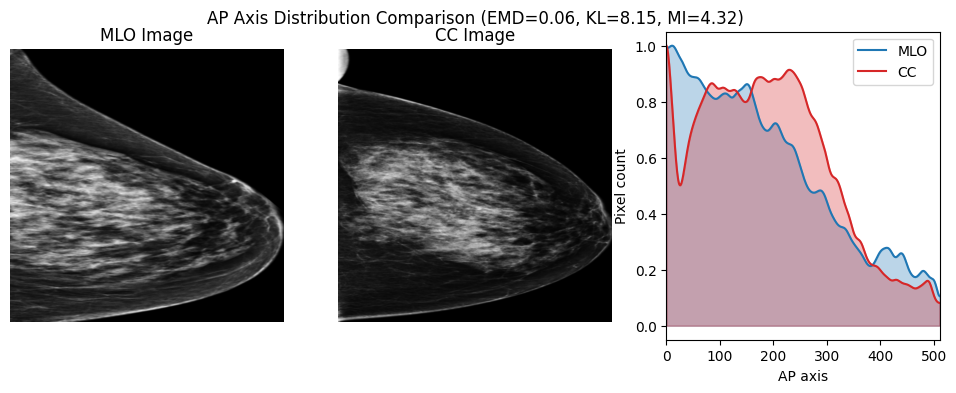 AP Axis Distribution Comparison (EMD=0.06, KL=8.15, MI=4.32)
MLO Image
CC Image
MLO
CC
Pixel count
1.0
0.8
0.6
0.4
0.2
0.0
0 100 200 300 400 500
AP axis